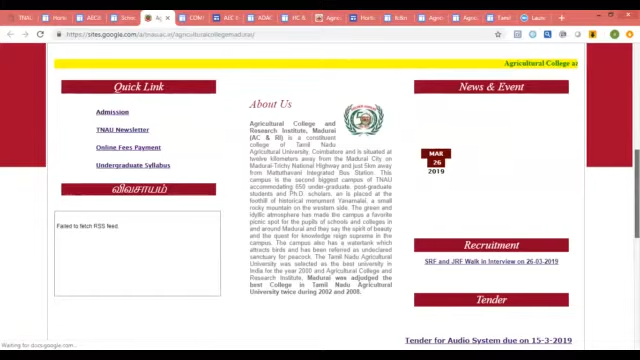 https://sites.google.com/a/tnau.ac.in/agriculturalcollegemadurai/
Agricultural College an
Quick Link
Admission
TNAU Newsletter
Online Fees Payment
Undergraduate Syllabus
விவசாயம்
Failed to fetch RSS feed.
About Us
Agricultural College and
Research Institute, Madurai
(AC & RI) is a constituent
college of Tamil Nadu
Agricultural University, Coimbatore and is situated at
twelve kilometers away from the Madurai City on
Madurai-Trichy National Highway and just 5km away
from Mattuthavani Integrated Bus Station. This
campus is the second biggest campus of TNAU
accommodating 650 under-graduate, post-graduate
students and Ph.D. scholars, an is placed at the
foothill of historical monument Yanamalai, a small
rocky mountain on the western side. The green and
idyllic atmosphere has made the campus a favorite
picnic spot for the pupils of schools and colleges in
and around Madurai and they say the spirit of beauty
and the quest for knowledge reign supreme in the
campus. The campus also has a watertank which
attracts birds and has been referred as undeclared
sanctuary for peacock. The Tamil Nadu Agricultural
University was selected as the best university in
India for the year 2000 and Agricultural College and
Research Institute, Madurai was adjudged the
best College in Tamil Nadu Agricultural
University twice during 2002 and 2008.
News & Event
MAR
26
2019
Recruitment
SRF and JRF Walk in Interview on 26-03-2019
Tender
Tender for Audio System due on 15-3-2019
Waiting for docs.google.com...